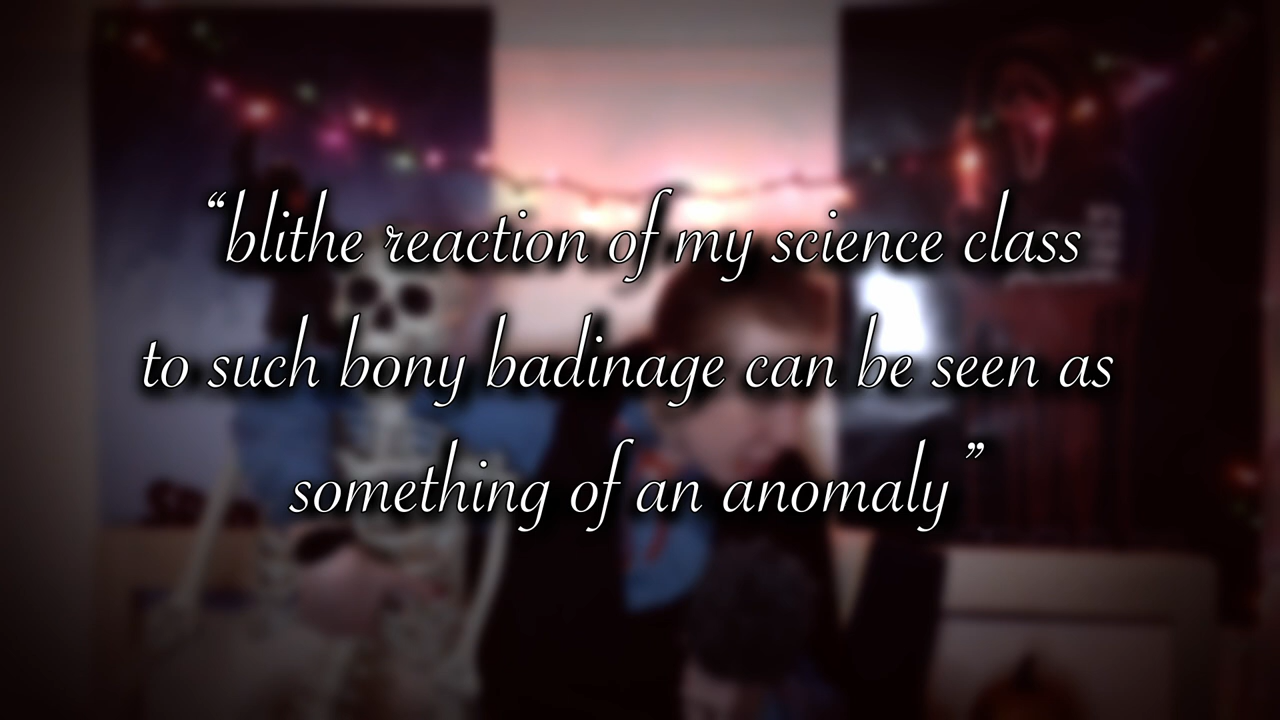 “blithe reaction of my science class
to such bony badinage can be seen as
something of an anomaly”